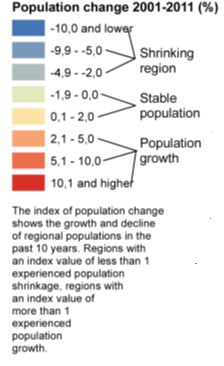 Population change 2001-2011 (%)
-10,0 and lower
-9,9 - -5,0
Shrinking
region
-4,9 - -2,0
-1,9 - 0,0
Stable
population
0,1 - 2,0
2,1 - 5,0
Population
growth
5,1 - 10,0
10,1 and higher
The index of population change
shows the growth and decline
of regional populations in the
past 10 years. Regions with
an index value of less than 1
experienced population
shrinkage, regions with
an index value of
more than 1
experienced
population
growth.